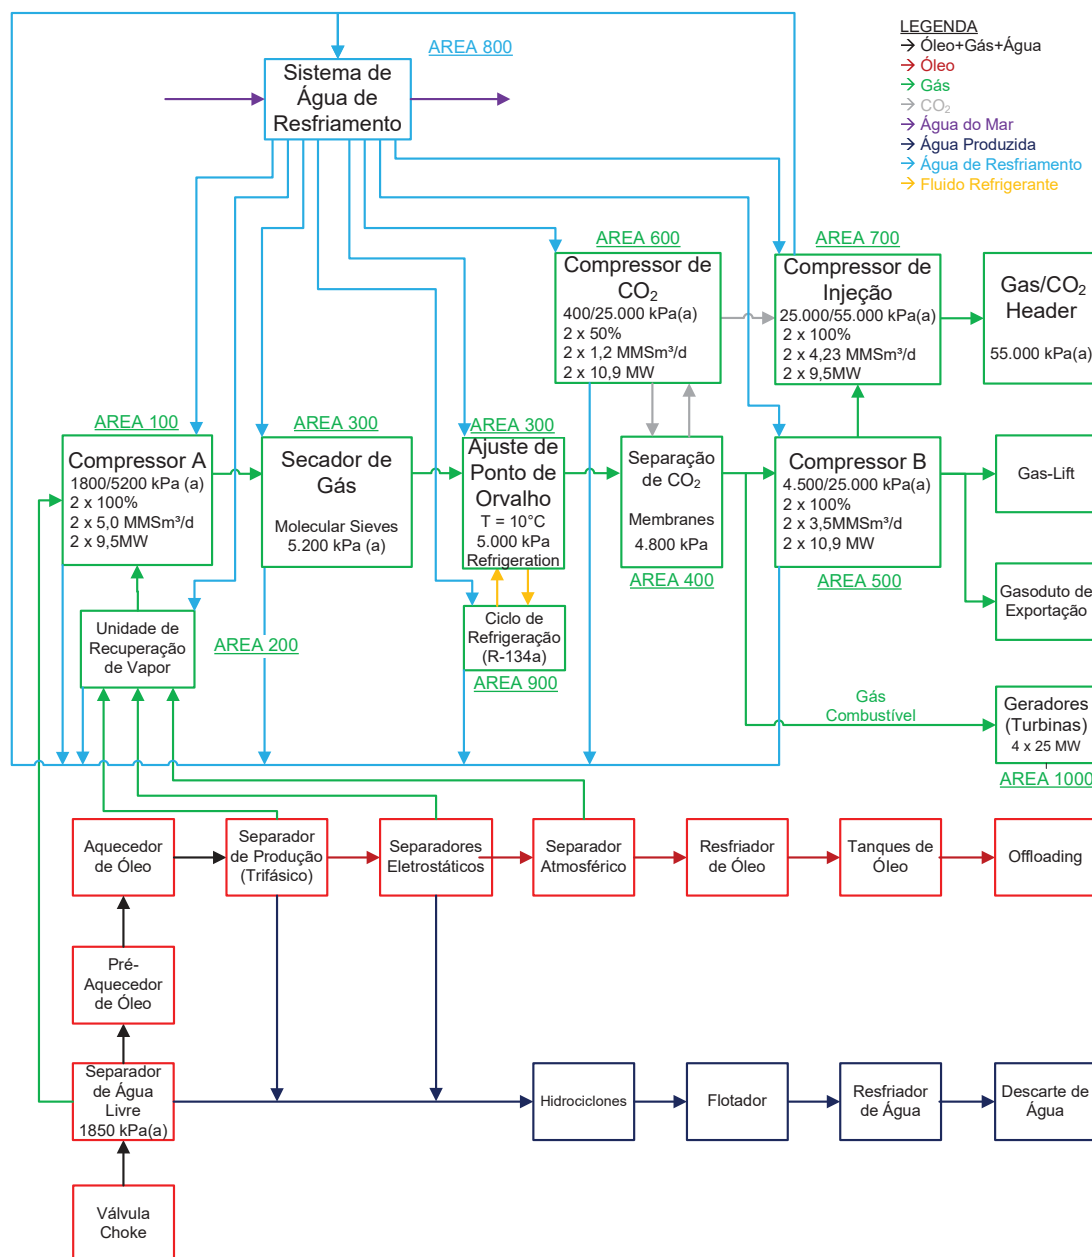 LEGENDA
Óleo+Gás+Água
Óleo
Gás
CO₂
Água do Mar
Água Produzida
Água de Resfriamento
Fluido Refrigerante
AREA 800
Sistema de
Água de
Resfriamento
AREA 600
Compressor de
CO₂
400/25.000 kPa(a)
2 x 50%
2 x 1,2 MMSm³/d
2 x 10,9 MW
AREA 700
Compressor de
Injeção
25.000/55.000 kPa(a)
2 x 100%
2 x 4,23 MMSm³/d
2 x 9,5MW
Gas/CO₂
Header
55.000 kPa(a)
AREA 100
Compressor A
1800/5200 kPa (a)
2 x 100%
2 x 5,0 MMSm³/d
2 x 9,5MW
AREA 300
Secador de
Gás
Molecular Sieves
5.200 kPa (a)
AREA 300
Ajuste de
Ponto de
Orvalho
T = 10°C
5.000 kPa
Refrigeration
Separação
de CO₂
Membranes
4.800 kPa
AREA 400
Compressor B
4.500/25.000 kPa(a)
2 x 100%
2 x 3,5MMSm³/d
2 x 10,9 MW
AREA 500
Gas-Lift
Gasoduto de
Exportação
Unidade de
Recuperação
de Vapor
AREA 200
Ciclo de
Refrigeração
(R-134a)
AREA 900
Gás
Combustível
Geradores
(Turbinas)
4 x 25 MW
AREA 1000
Aquecedor
de Óleo
Separador
de Produção
(Trifásico)
Separadores
Eletrostáticos
Separador
Atmosférico
Resfriador
de Óleo
Tanques de
Óleo
Offloading
Pré-
Aquecedor
de Óleo
Separador
de Água
Livre
1850 kPa(a)
Hidrociclones
Flotador
Resfriador
de Água
Descarte de
Água
Válvula
Choke